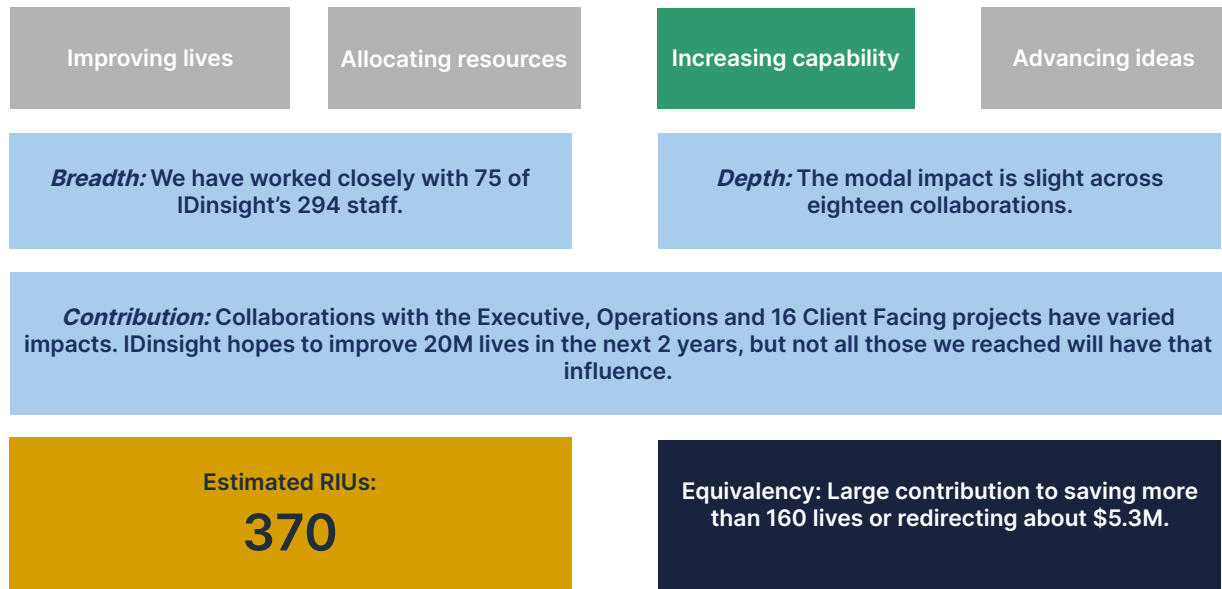 Improving lives
Allocating resources
Increasing capability
Advancing ideas
Breadth: We have worked closely with 75 of
IDinsight’s 294 staff.
Depth: The modal impact is slight across
eighteen collaborations.
Contribution: Collaborations with the Executive, Operations and 16 Client Facing projects have varied
impacts. IDinsight hopes to improve 20M lives in the next 2 years, but not all those we reached will have that
influence.
Estimated RIUs:
370
Equivalency: Large contribution to saving more
than 160 lives or redirecting about $5.3M.